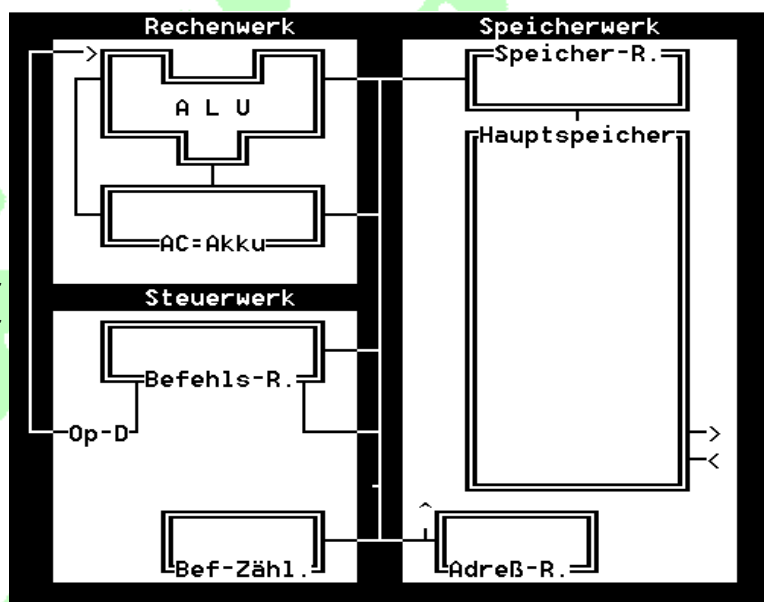 Rechenwerk
A L U
AC=Akku
Steuerwerk
Befehls-R.
Op-D
Bef-Zähl.
Speicherwerk
Speicher-R.
Hauptspeicher
>
<
Adreß-R.